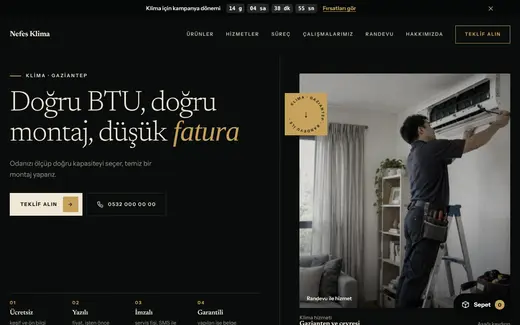 Klima için kampanya dönemi 14 g 04 sa 38 dk 55 sn Fırsatları gör
Nefes Klima
ÜRÜNLER HİZMETLER SÜREÇ ÇALIŞMALARIMIZ RANDEVU HAKKIMIZDA TEKLİF ALIN
KLİMA · GAZİANTEP
Doğru BTU, doğru
montaj, düşük fatura
Odanızı ölçüp doğru kapasiteyi seçer, temiz bir
montaj yaparız.
TEKLİF ALIN
0532 000 00 00
Randevu ile hizmet
Sepet 0
Klima hizmeti
Gaziantep ve çevresi
01 02 03 04
Ücretsiz Yazılı İmzalı Garantili